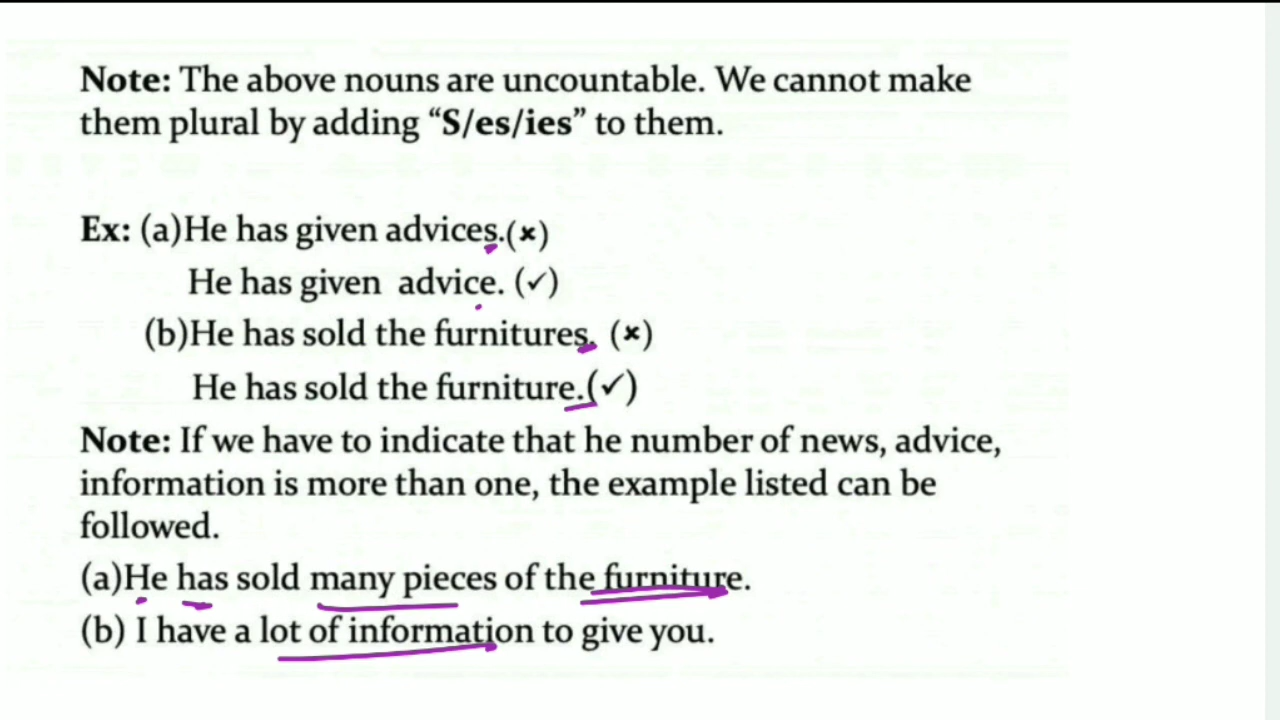 Note: The above nouns are uncountable. We cannot make
them plural by adding “S/es/ies” to them.
Ex: (a)He has given advices.(×)
He has given advice. (✓)
(b)He has sold the furnitures. (×)
He has sold the furniture.(✓)
Note: If we have to indicate that he number of news, advice,
information is more than one, the example listed can be
followed.
(a)He has sold many pieces of the furniture.
(b) I have a lot of information to give you.